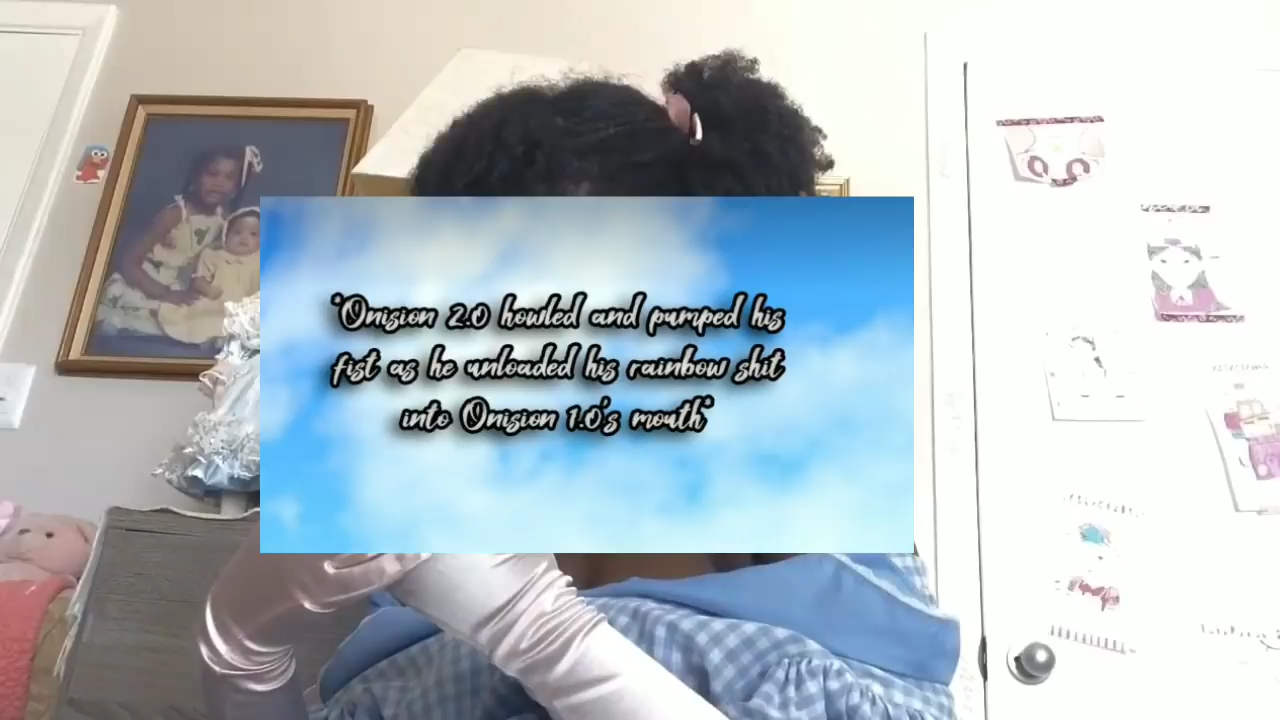 *Onision 2.0 howled and pumped his
fist as he unloaded his rainbow shit
into Onision 1.0's mouth*